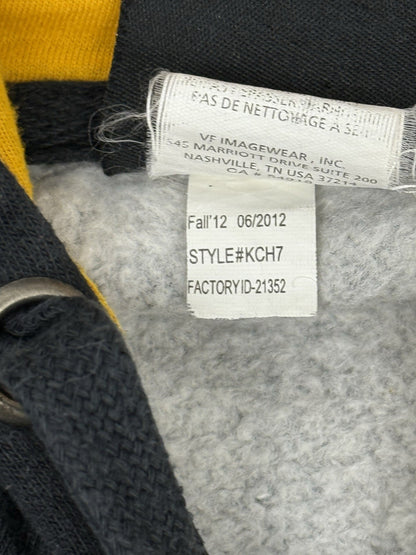 PAS DE NETTOYAGE À SEC
VF IMAGEWEAR, INC.
545 MARRIOTT DRIVE SUITE 200
NASHVILLE, TN USA 37214
Fall'12 06/2012
STYLE#KCH7
FACTORYID-21352